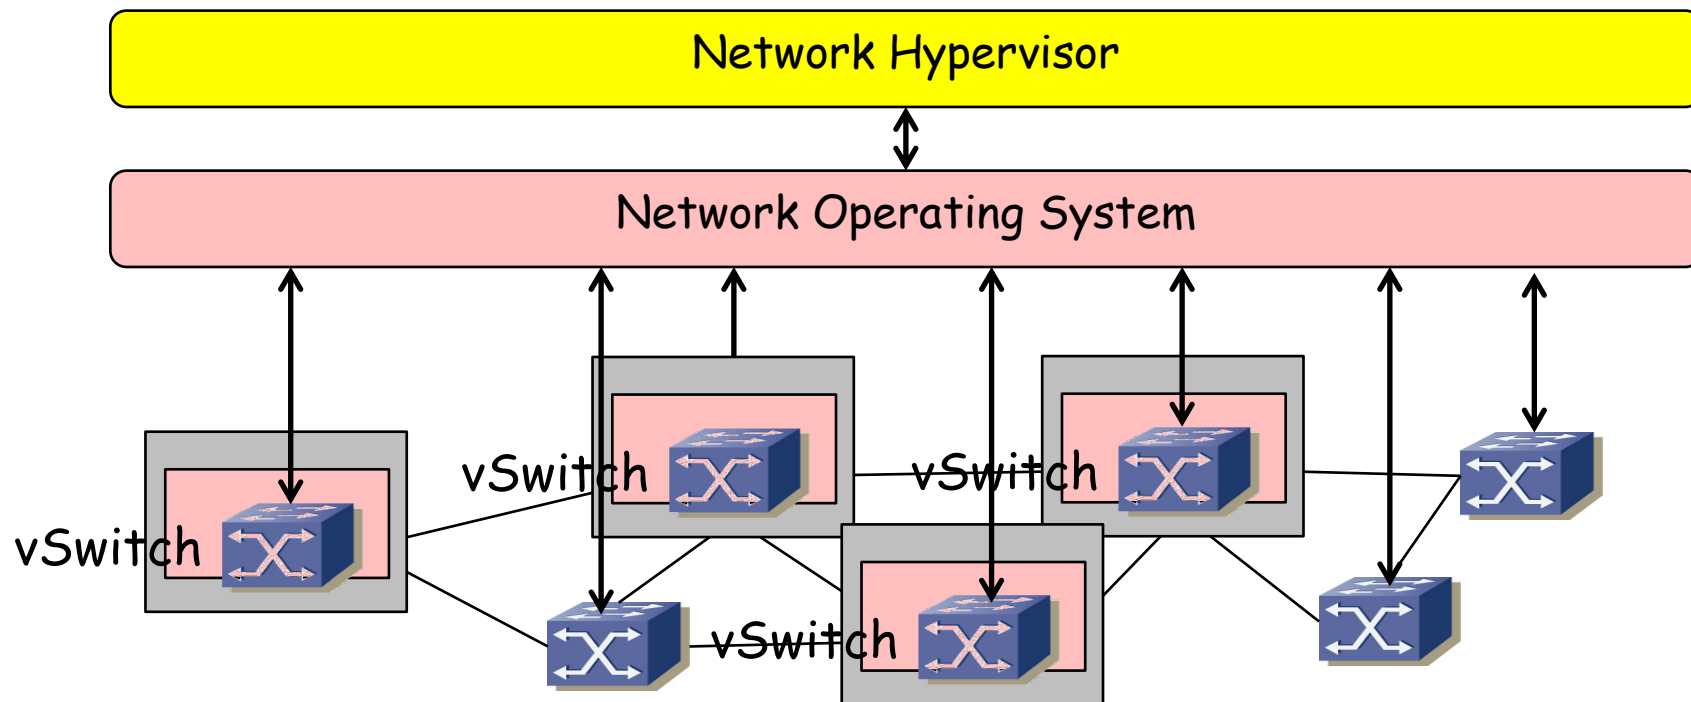 Network Hypervisor
Network Operating System
vSwitch
vSwitch
vSwitch
vSwitch